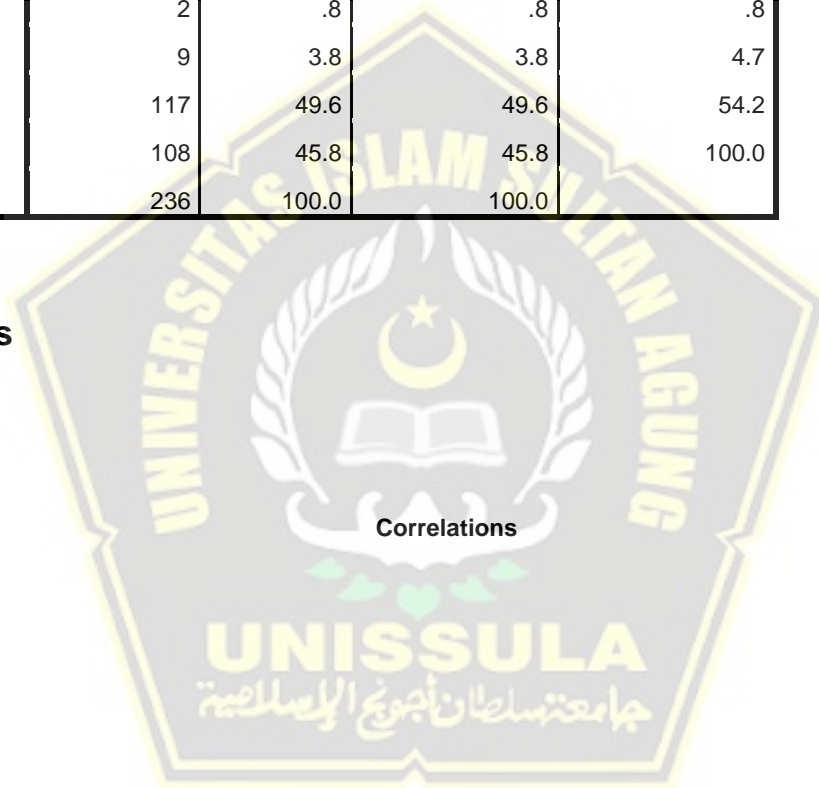 2 .8 .8 .8
9 3.8 3.8 4.7
117 49.6 49.6 54.2
108 45.8 45.8 100.0
236 100.0 100.0
s
UNIVERSITAS ISLAM SULTAN AGUNG
Correlations
UNISSULA
جامعة سلطان أجونج الإسلامية